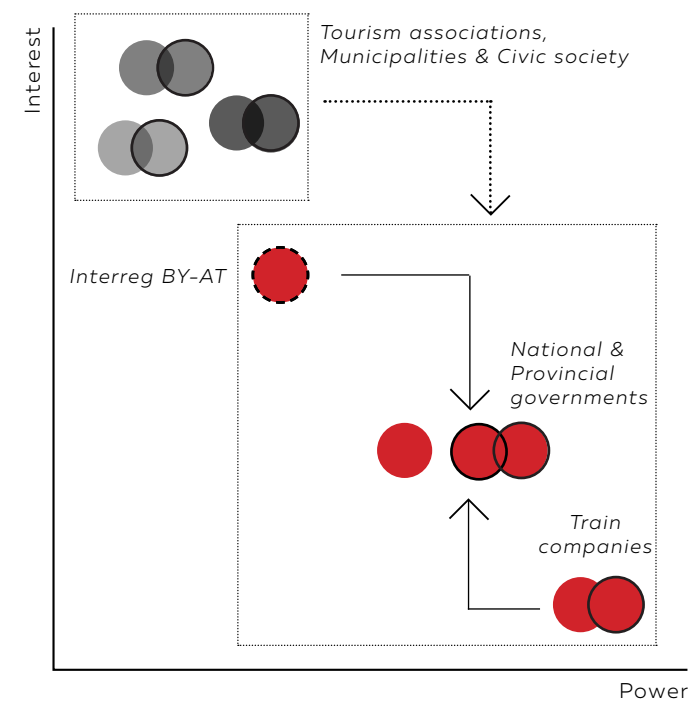 Interest
Tourism associations,
Municipalities & Civic society
Interreg BY-AT
National &
Provincial
governments
Train
companies
Power